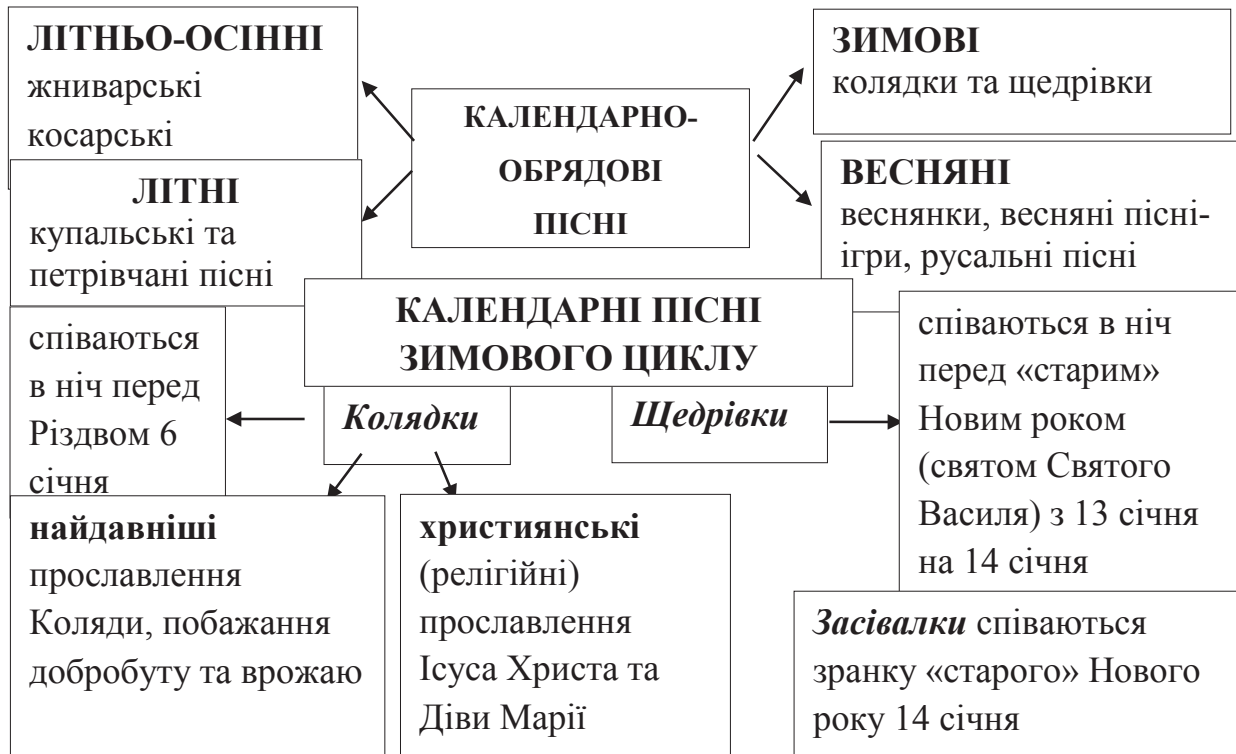 ЛІТНЬО-ОСІННІ
жниварські
косарські
КАЛЕНДАРНО-
ОБРЯДОВІ
ПІСНІ
ЗИМОВІ
колядки та щедрівки
ЛІТНІ
купальські та
петрівчані пісні
ВЕСНЯНІ
веснянки, весняні пісні-
ігри, русальні пісні
КАЛЕНДАРНІ ПІСНІ
ЗИМОВОГО ЦИКЛУ
співаються
в ніч перед
Різдвом 6
січня
Колядки
Щедрівки
співаються в ніч
перед «старим»
Новим роком
(святом Святого
Василя) з 13 січня
на 14 січня
найдавніші
прославлення
Коляди, побажання
добробуту та врожаю
християнські
(релігійні)
прославлення
Ісуса Христа та
Діви Марії
Засівалки співаються
зранку «старого» Нового
року 14 січня